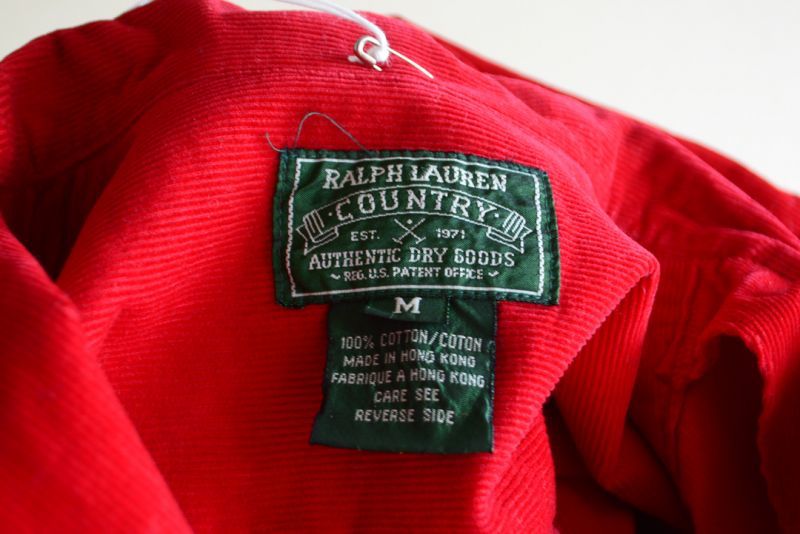 RALPH LAUREN
COUNTRY
EST. 1971
AUTHENTIC DRY GOODS
~ REG. U.S. PATENT OFFICE ~
M
100% COTTON/COTON
MADE IN HONG KONG
FABRIQUE A HONG KONG
CARE SEE
REVERSE SIDE